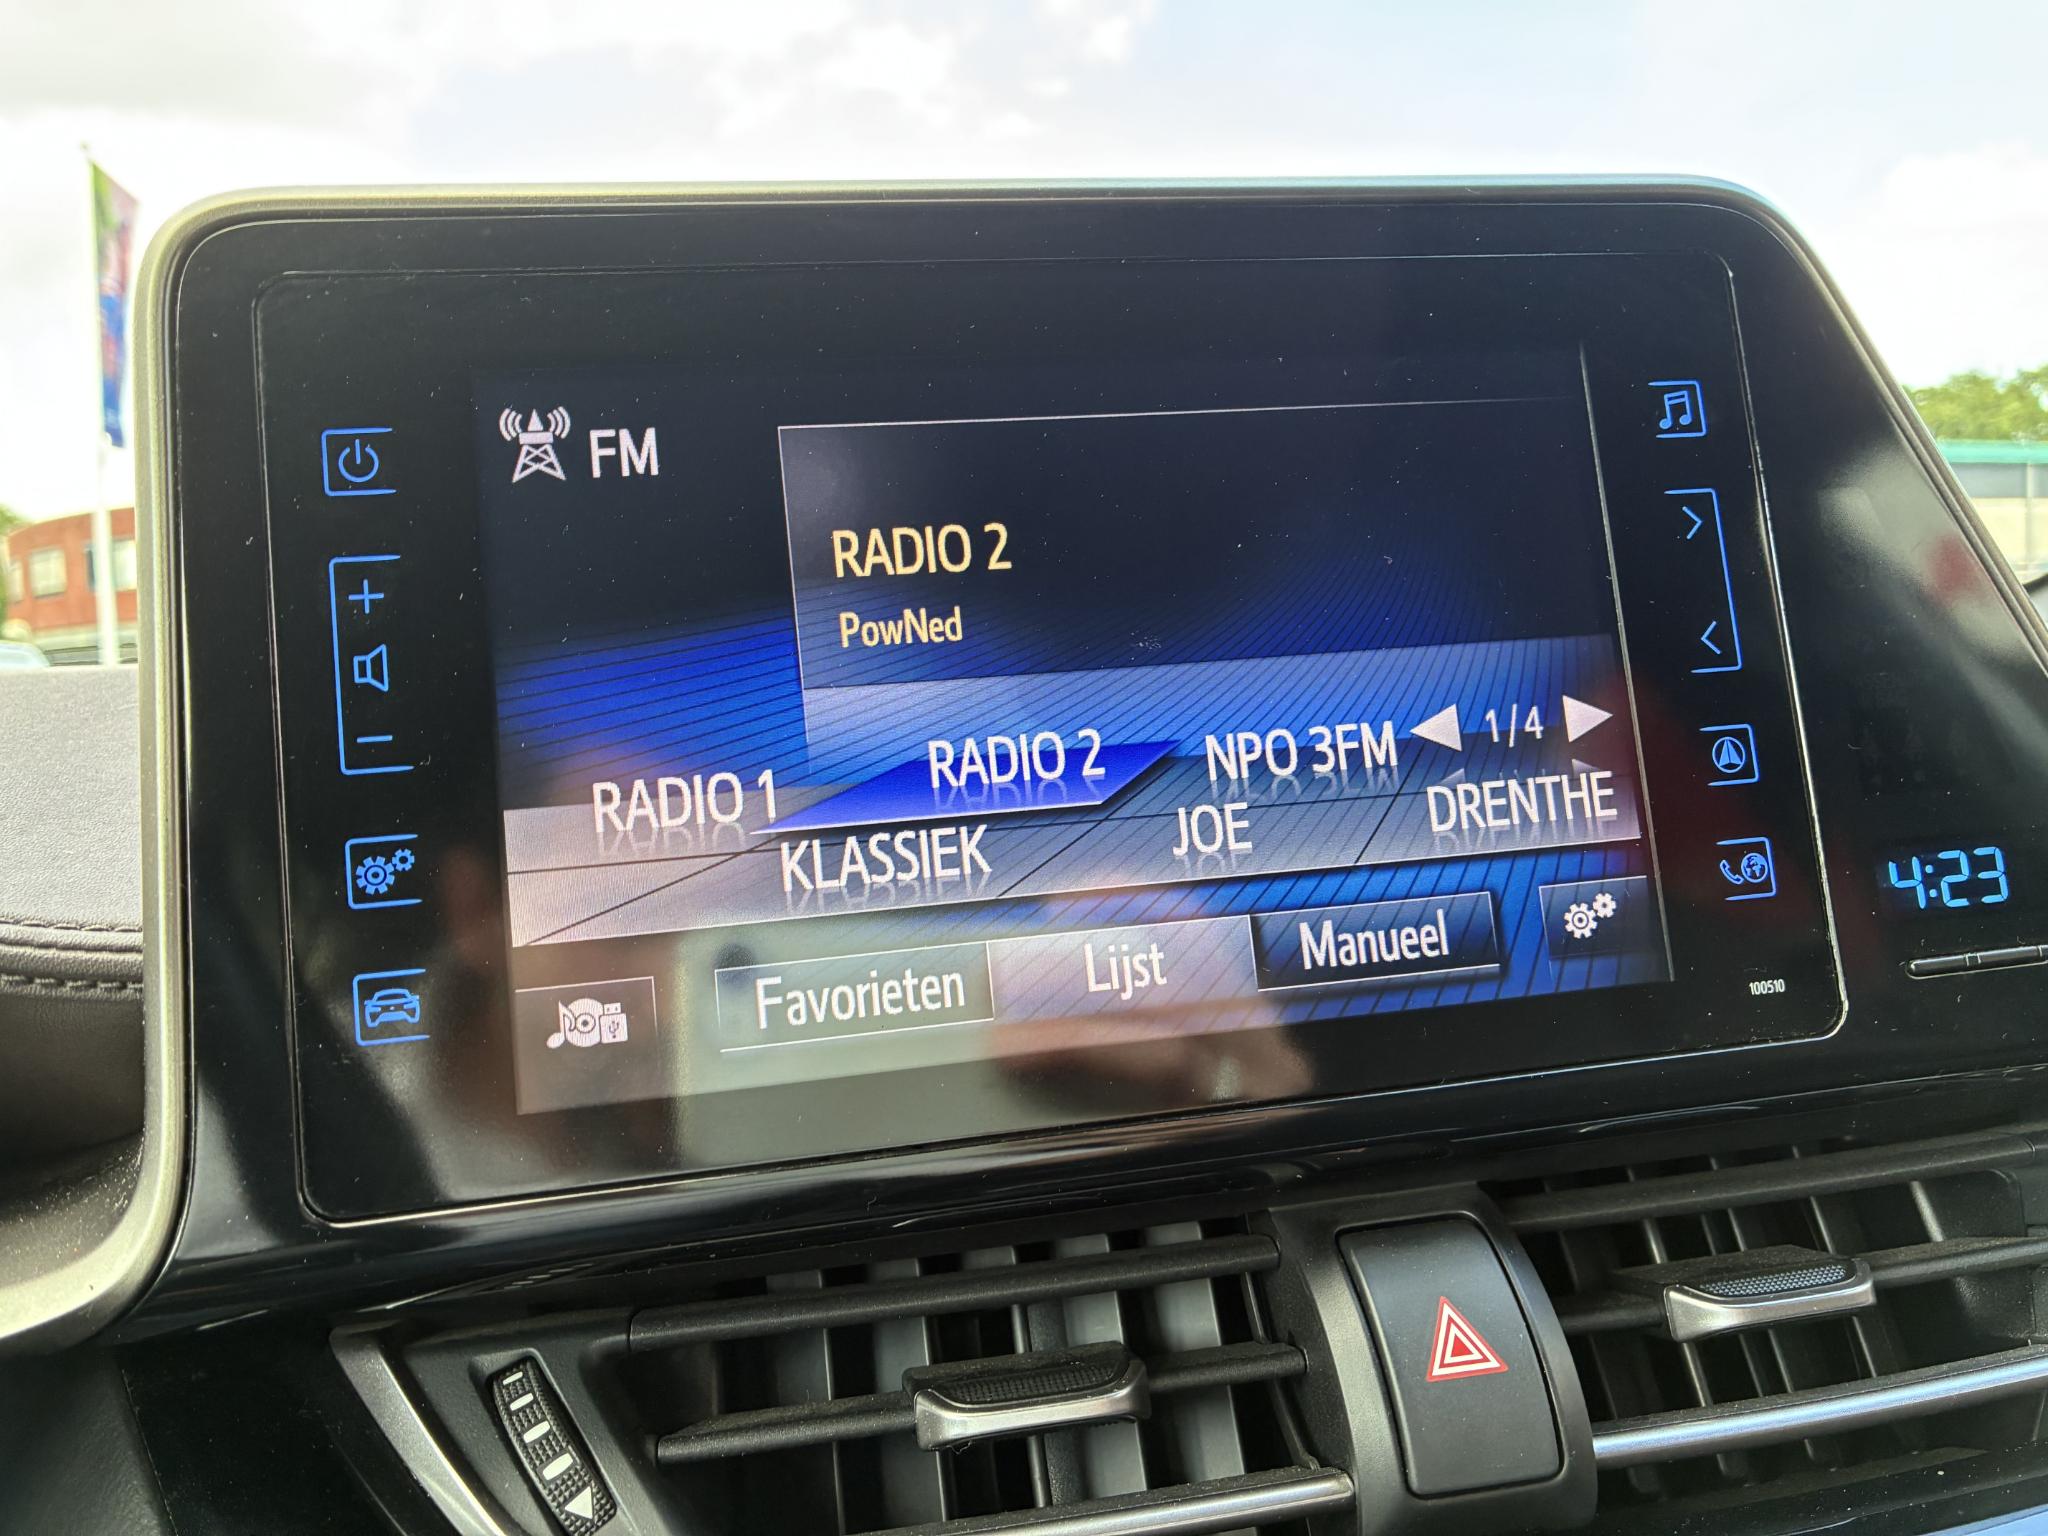 FM
RADIO 2
PowNed
RADIO 1
RADIO 2
NPO 3FM
1/4
KLASSIEK
JOE
DRENTHE
Favorieten
Lijst
Manueel
100510
4:23